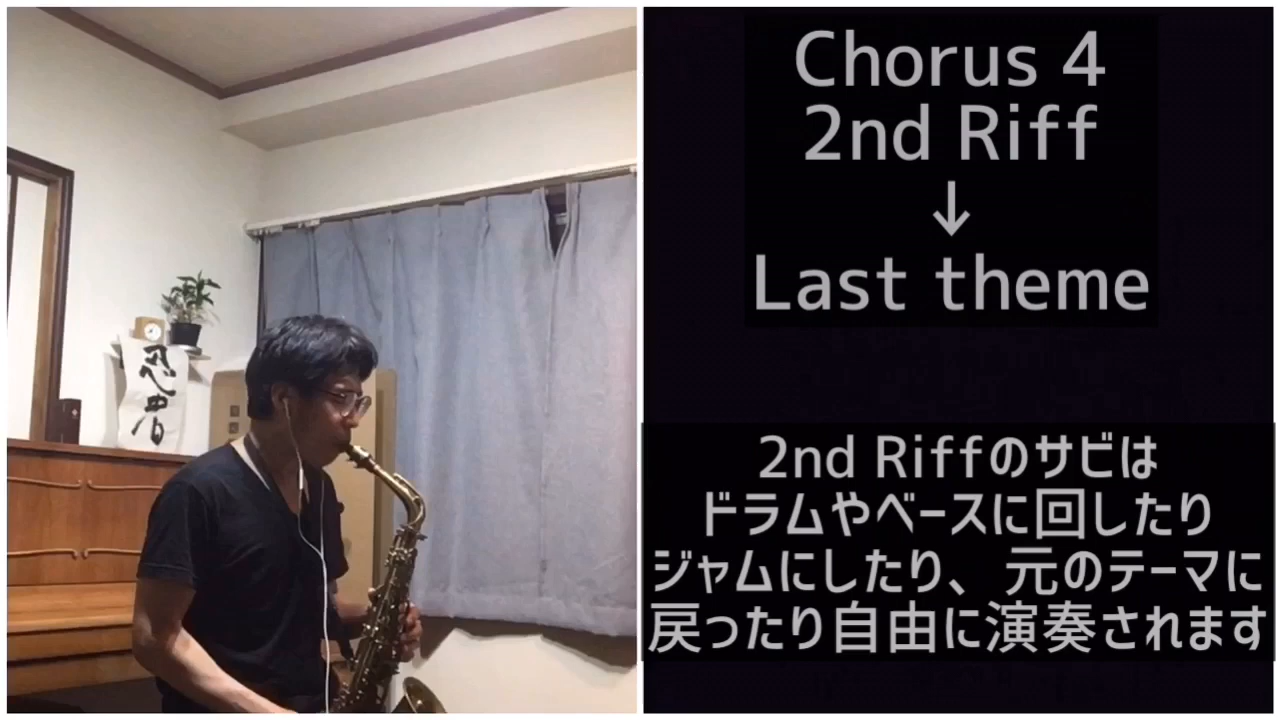 Chorus 4
2nd Riff
↓
Last theme
2nd Riffのサビは
ドラムやベースに回したり
ジャムにしたり、元のテーマに
戻ったり自由に演奏されます